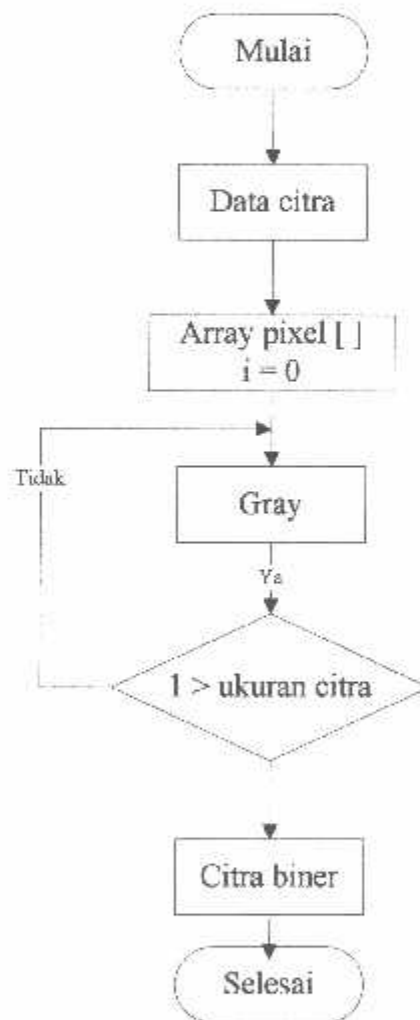 Mulai
Data citra
Array pixel [ ]
i = 0
Tidak
Gray
Ya
1 > ukuran citra
Citra biner
Selesai